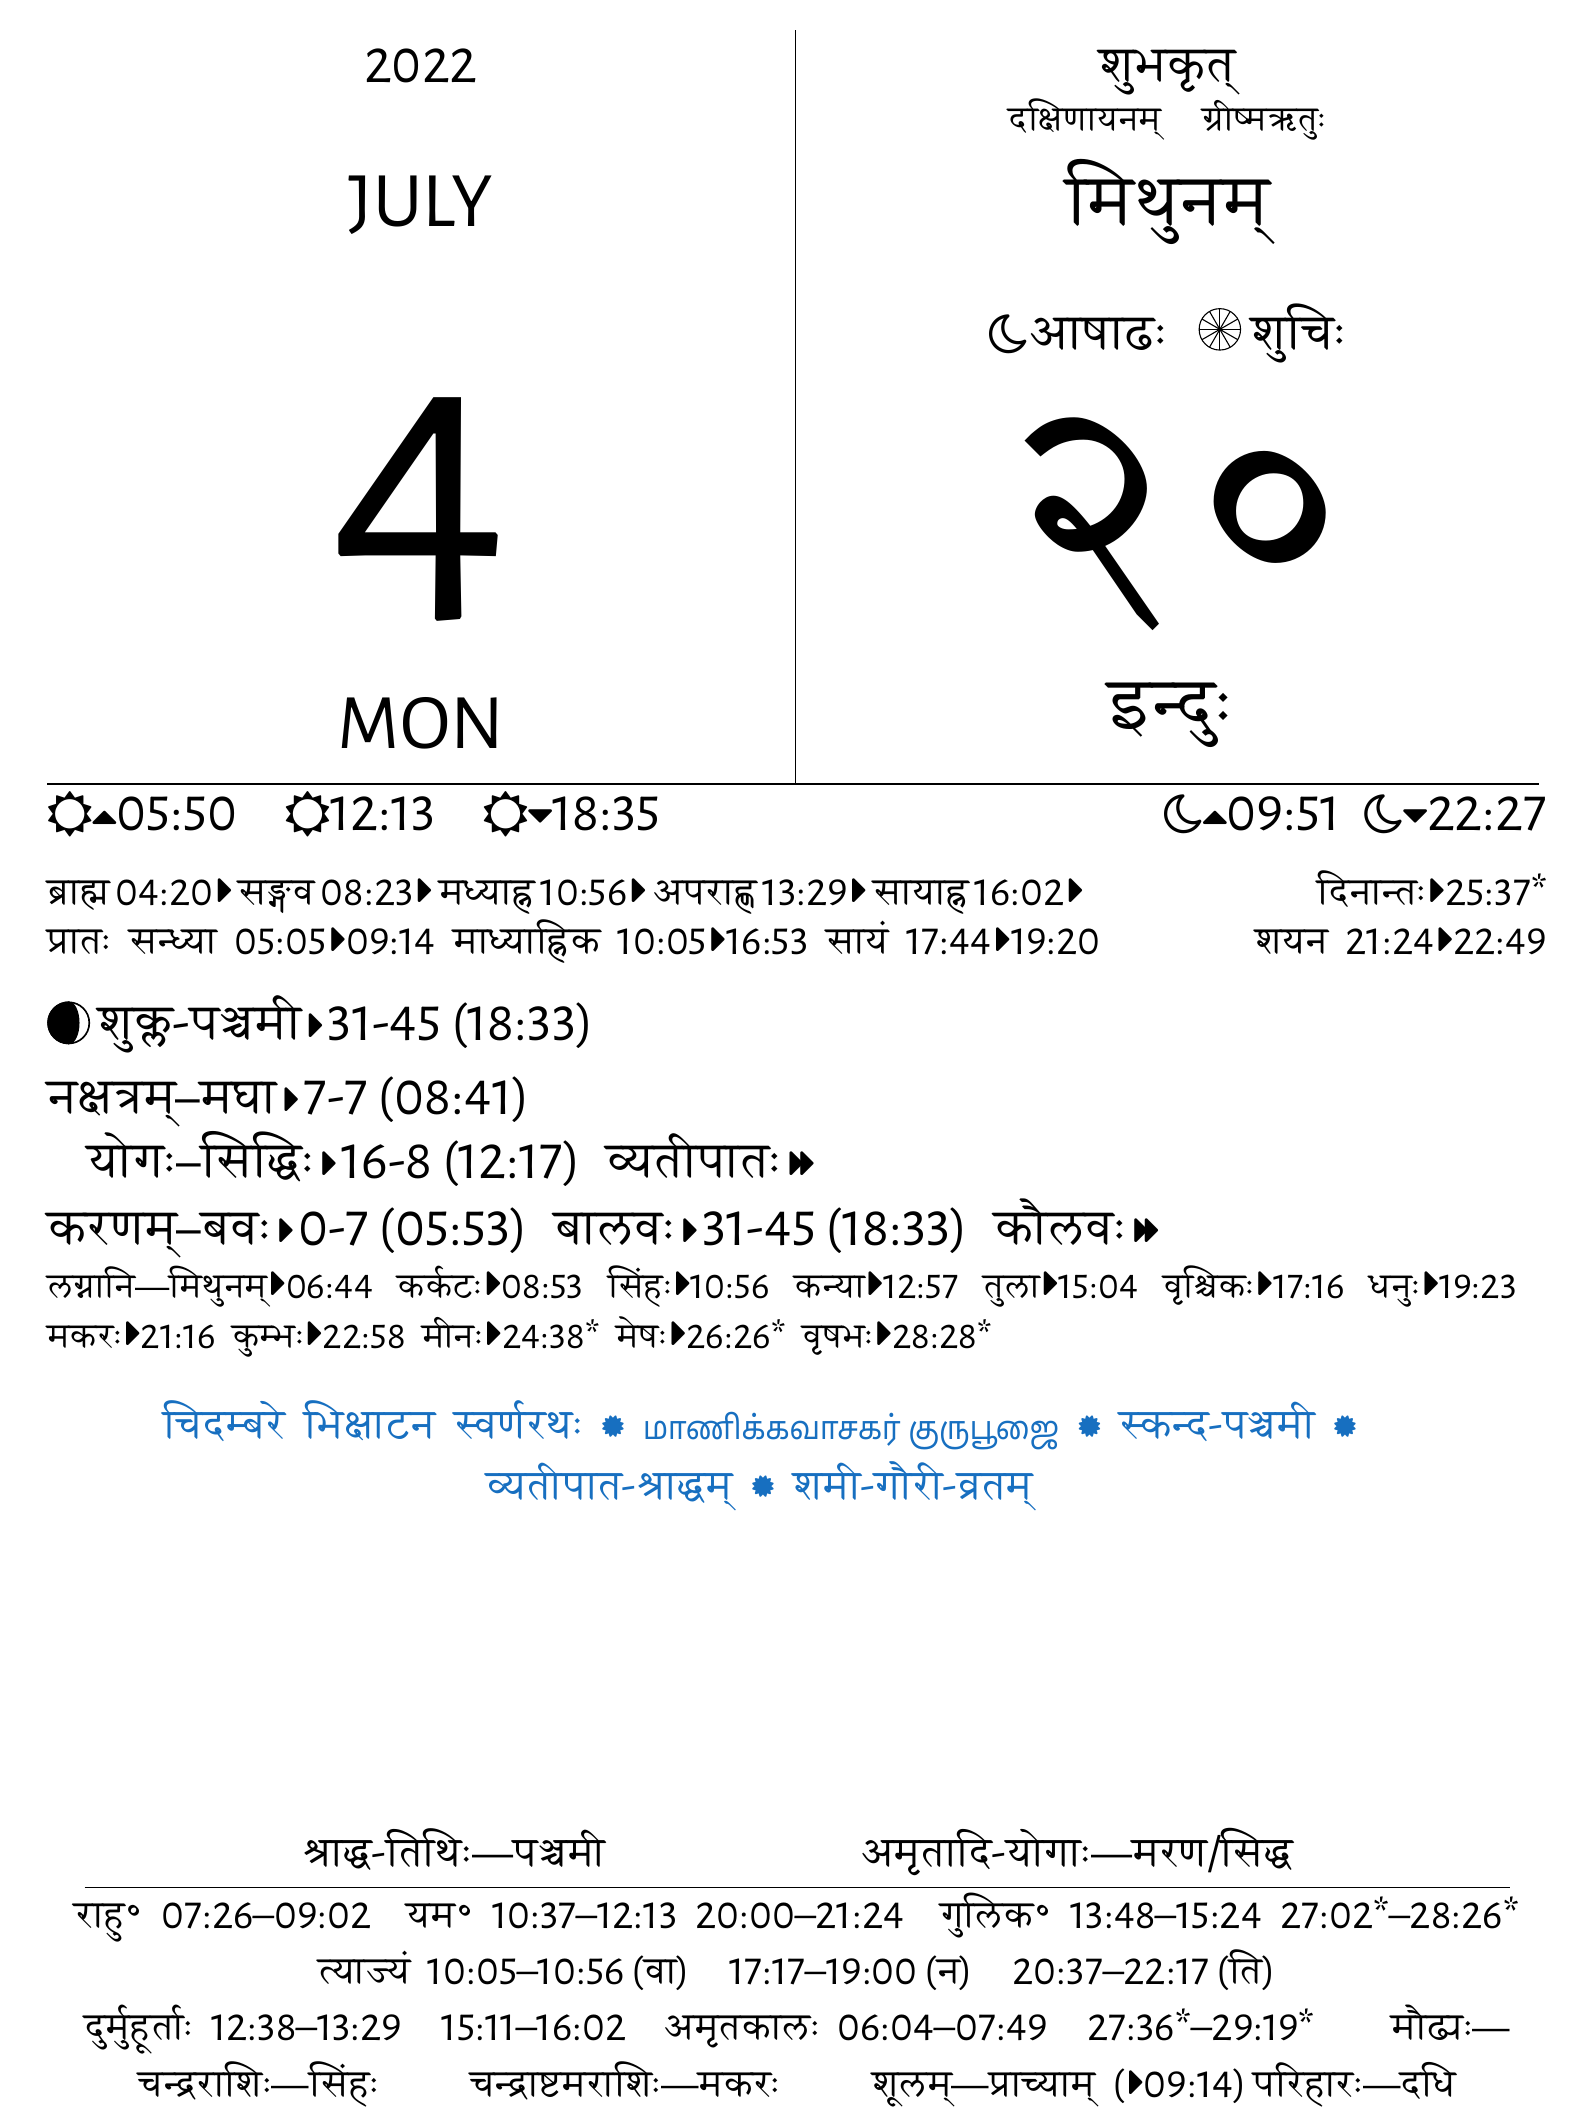 2022
JULY
4
MON
शुभकृत्
दक्षिणायनम् ग्रीष्मऋतुः
मिथुनम्
आषाढः शुचिः
२०
इन्दुः
05:50 12:13 18:35 09:51 22:27
ब्राह्म 04:20 सङ्गव 08:23 मध्याह्न 10:56 अपराह्ण 13:29 सायाह्न 16:02 दिनान्तः 25:37*
प्रातः सन्ध्या 05:05 09:14 माध्याह्निक 10:05 16:53 सायं 17:44 19:20 शयन 21:24 22:49
शुक्ल-पञ्चमी 31-45 (18:33)
नक्षत्रम्–मघा 7-7 (08:41)
योगः–सिद्धिः 16-8 (12:17) व्यतीपातः
करणम्–बवः 0-7 (05:53) बालवः 31-45 (18:33) कौलवः
लग्नानि—मिथुनम् 06:44 कर्कटः 08:53 सिंहः 10:56 कन्या 12:57 तुला 15:04 वृश्चिकः 17:16 धनुः 19:23
मकरः 21:16 कुम्भः 22:58 मीनः 24:38* मेषः 26:26* वृषभः 28:28*
चिदम्बरे भिक्षाटन स्वर्णरथः மாணிக்கவாசகர் குருபூஜை स्कन्द-पञ्चमी
व्यतीपात-श्राद्धम् शमी-गौरी-व्रतम्
श्राद्ध-तिथिः—पञ्चमी अमृतादि-योगाः—मरण/सिद्ध
राहु° 07:26–09:02 यम° 10:37–12:13 20:00–21:24 गुलिक° 13:48–15:24 27:02*–28:26*
त्याज्यं 10:05–10:56 (वा) 17:17–19:00 (न) 20:37–22:17 (ति)
दुर्मुहूर्ताः 12:38–13:29 15:11–16:02 अमृतकालः 06:04–07:49 27:36*–29:19* मौढ्यः—
चन्द्रराशिः—सिंहः चन्द्राष्टमराशिः—मकरः शूलम्—प्राच्याम् (09:14) परिहारः—दधि